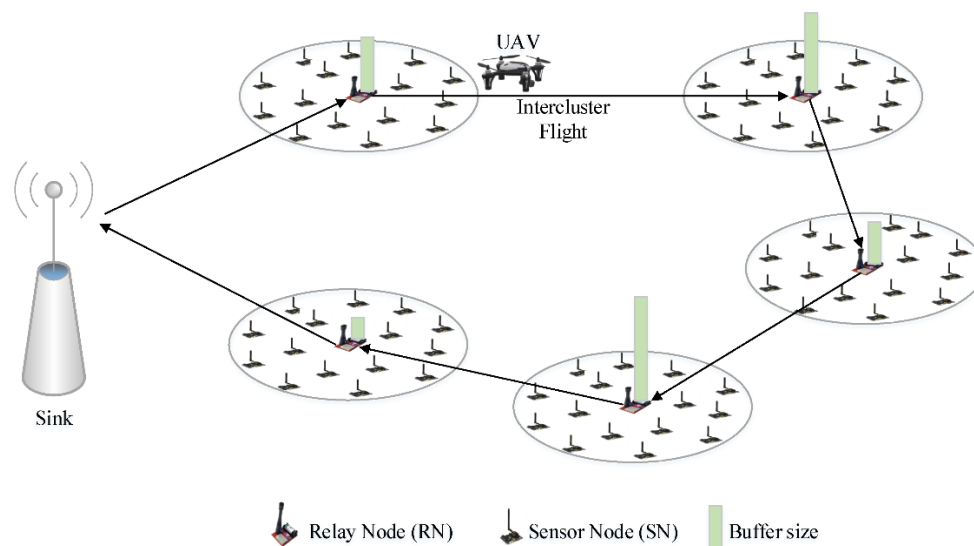 UAV
Intercluster
Flight
Sink
Relay Node (RN)
Sensor Node (SN)
Buffer size